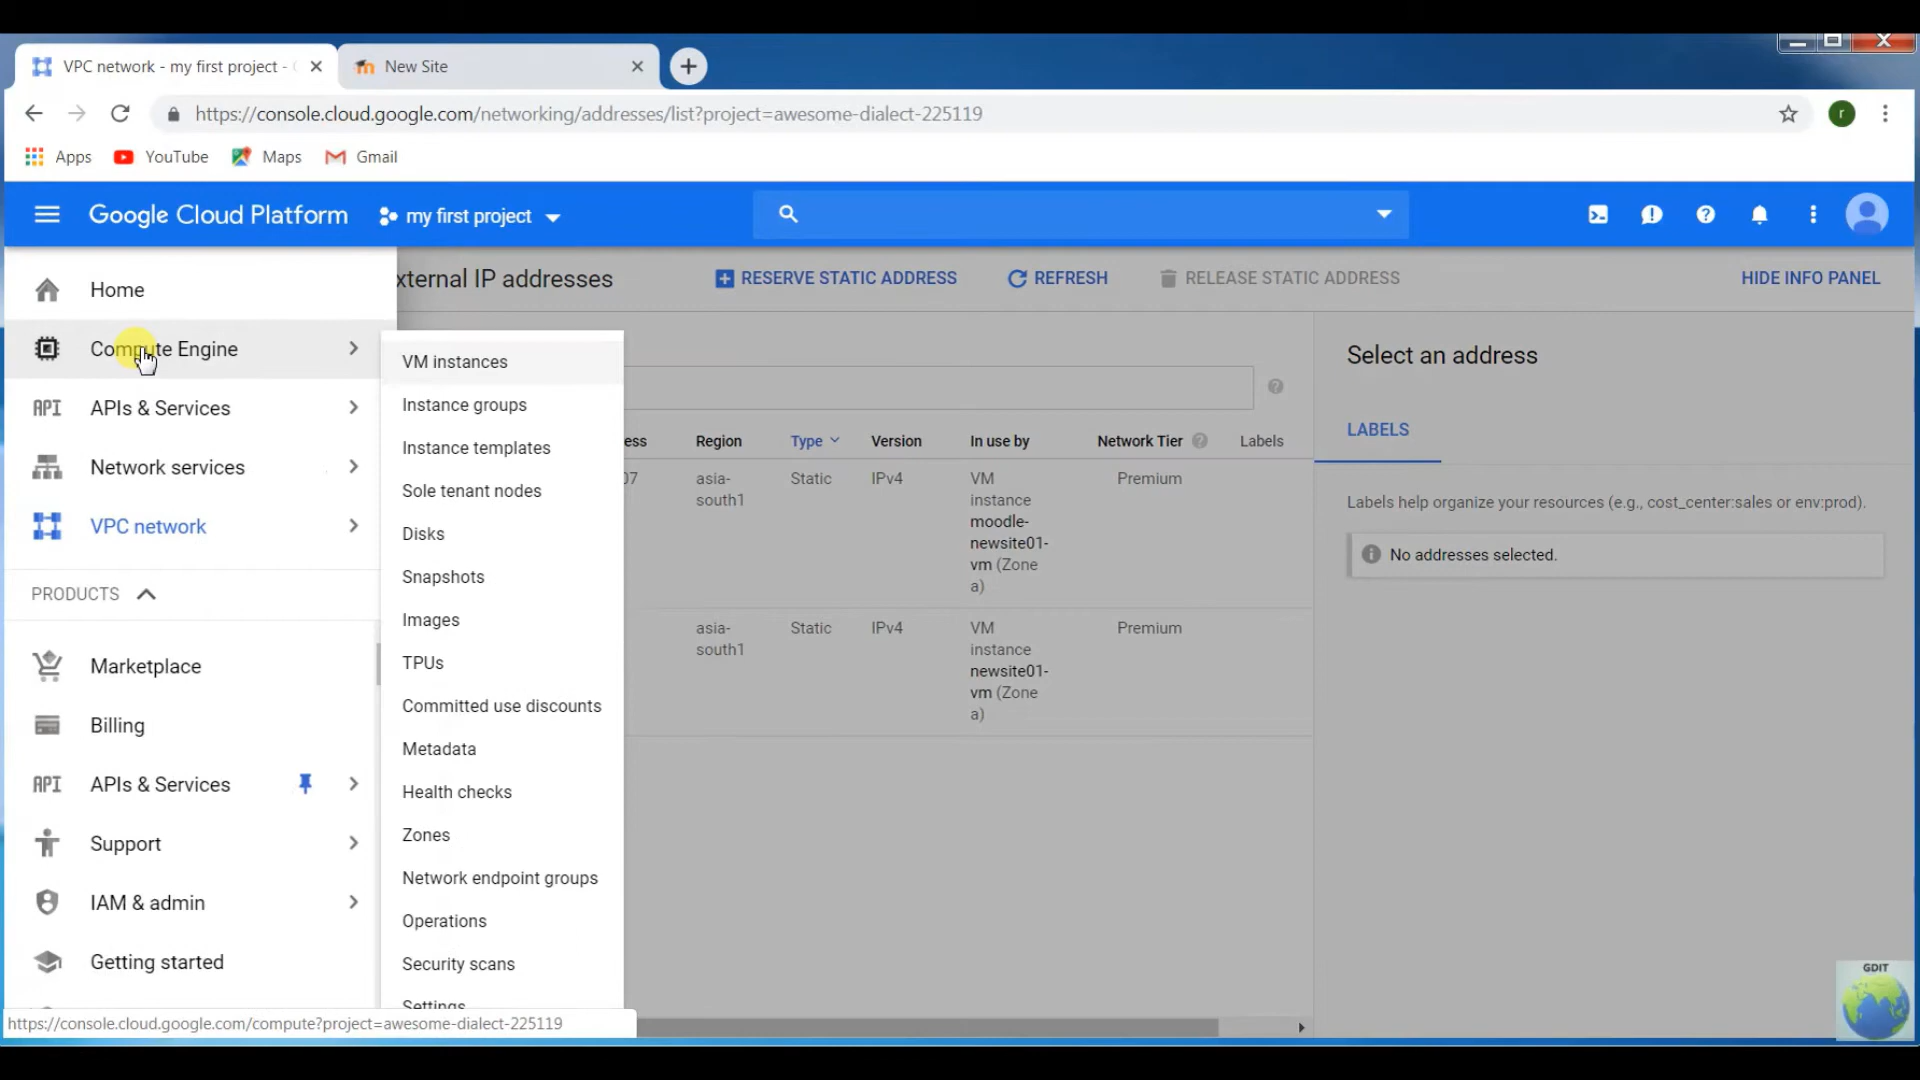 VPC network - my first project -
New Site
https://console.cloud.google.com/networking/addresses/list?project=awesome-dialect-225119
r
Apps
YouTube
Maps
Gmail
Google Cloud Platform
my first project
Home
Compute Engine
API APIs & Services
Network services
VPC network
PRODUCTS
Marketplace
Billing
API APIs & Services
Support
IAM & admin
Getting started
VM instances
Instance groups
Instance templates
Sole tenant nodes
Disks
Snapshots
Images
TPUs
Committed use discounts
Metadata
Health checks
Zones
Network endpoint groups
Operations
Security scans
Settings
xternal IP addresses
RESERVE STATIC ADDRESS
REFRESH
RELEASE STATIC ADDRESS
HIDE INFO PANEL
ess Region Type Version In use by Network Tier Labels
07 asia- Static IPv4 VM Premium
south1 instance
moodle-
newsite01-
vm (Zone
a)
asia- Static IPv4 VM Premium
south1 instance
newsite01-
vm (Zone
a)
Select an address
LABELS
Labels help organize your resources (e.g., cost_center:sales or env:prod).
No addresses selected.
GDIT
https://console.cloud.google.com/compute?project=awesome-dialect-225119